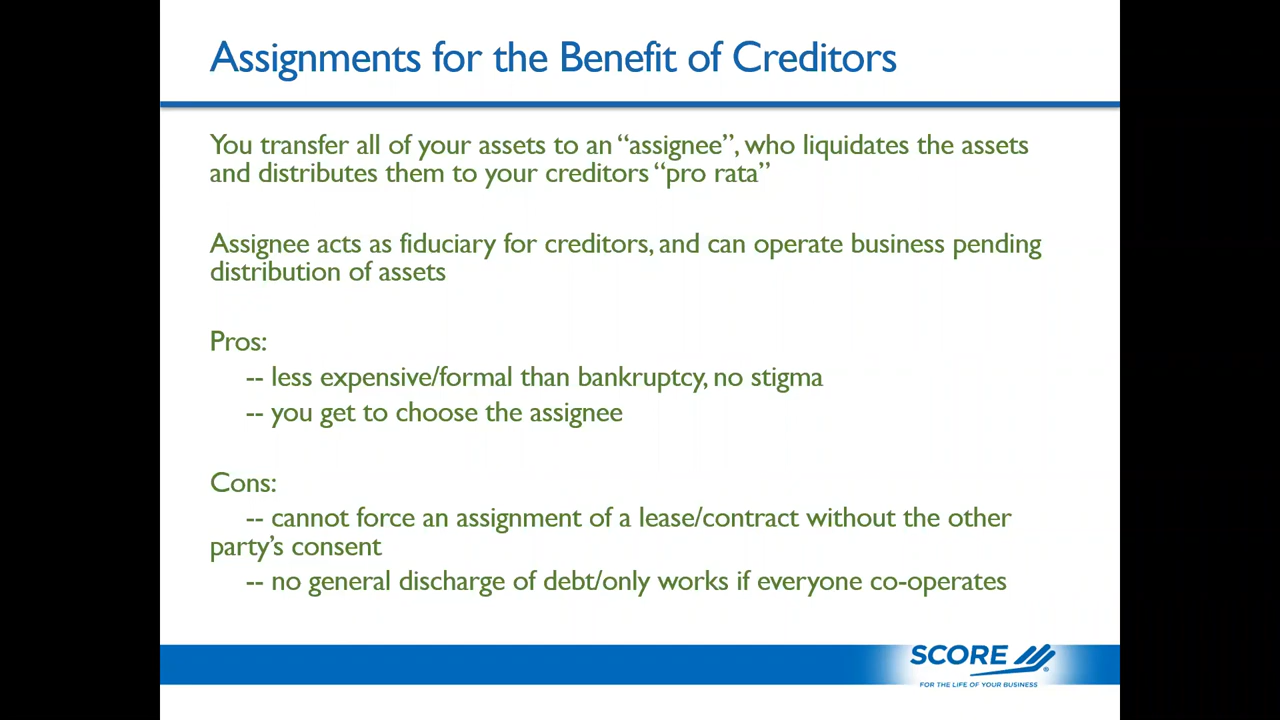 Assignments for the Benefit of Creditors
You transfer all of your assets to an “assignee”, who liquidates the assets
and distributes them to your creditors “pro rata”
Assignee acts as fiduciary for creditors, and can operate business pending
distribution of assets
Pros:
-- less expensive/formal than bankruptcy, no stigma
-- you get to choose the assignee
Cons:
-- cannot force an assignment of a lease/contract without the other
party’s consent
-- no general discharge of debt/only works if everyone co-operates
SCORE ®
FOR THE LIFE OF YOUR BUSINESS